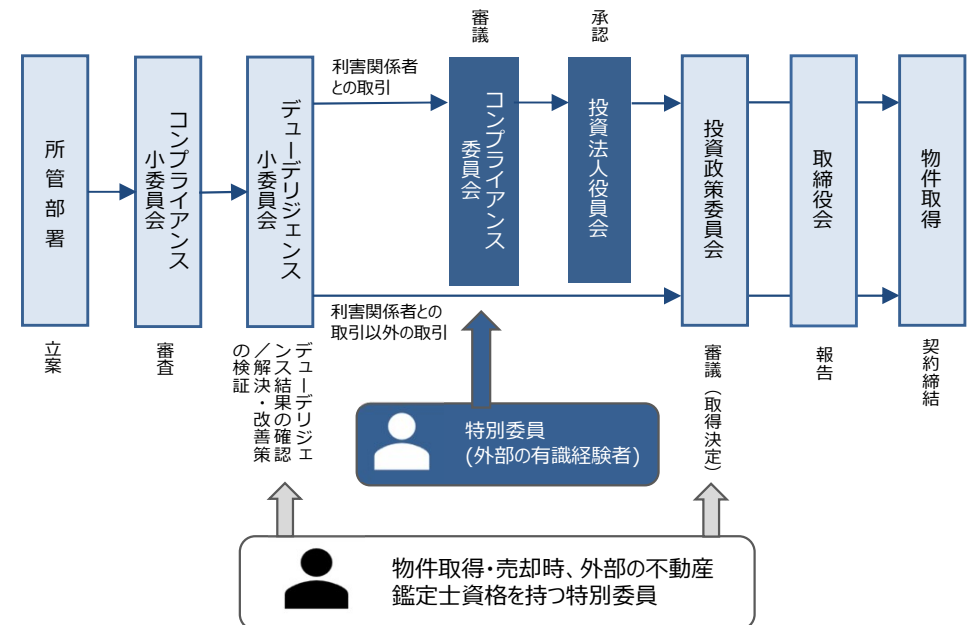 審議
承認
所管部署
コンプライアンス
小委員会
デューデリジェンス
小委員会
利害関係者
との取引
コンプライアンス
委員会
投資法人役員会
投資政策委員会
取締役会
物件取得
利害関係者との
取引以外の取引
立案
審査
デューデリジェ
ンス結果の確認
／解決・改善策
の検証
審議（取得決定）
報告
契約締結
特別委員
(外部の有識経験者)
物件取得・売却時、外部の不動産
鑑定士資格を持つ特別委員